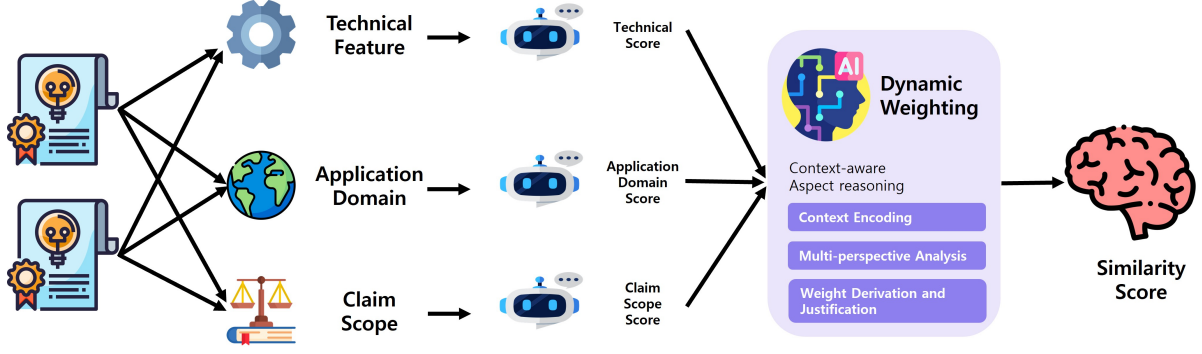 Technical
Feature
Technical
Score
Application
Domain
Application
Domain
Score
Claim
Scope
Claim
Scope
Score
AI
Dynamic
Weighting
Context-aware
Aspect reasoning
Context Encoding
Multi-perspective Analysis
Weight Derivation and
Justification
Similarity
Score